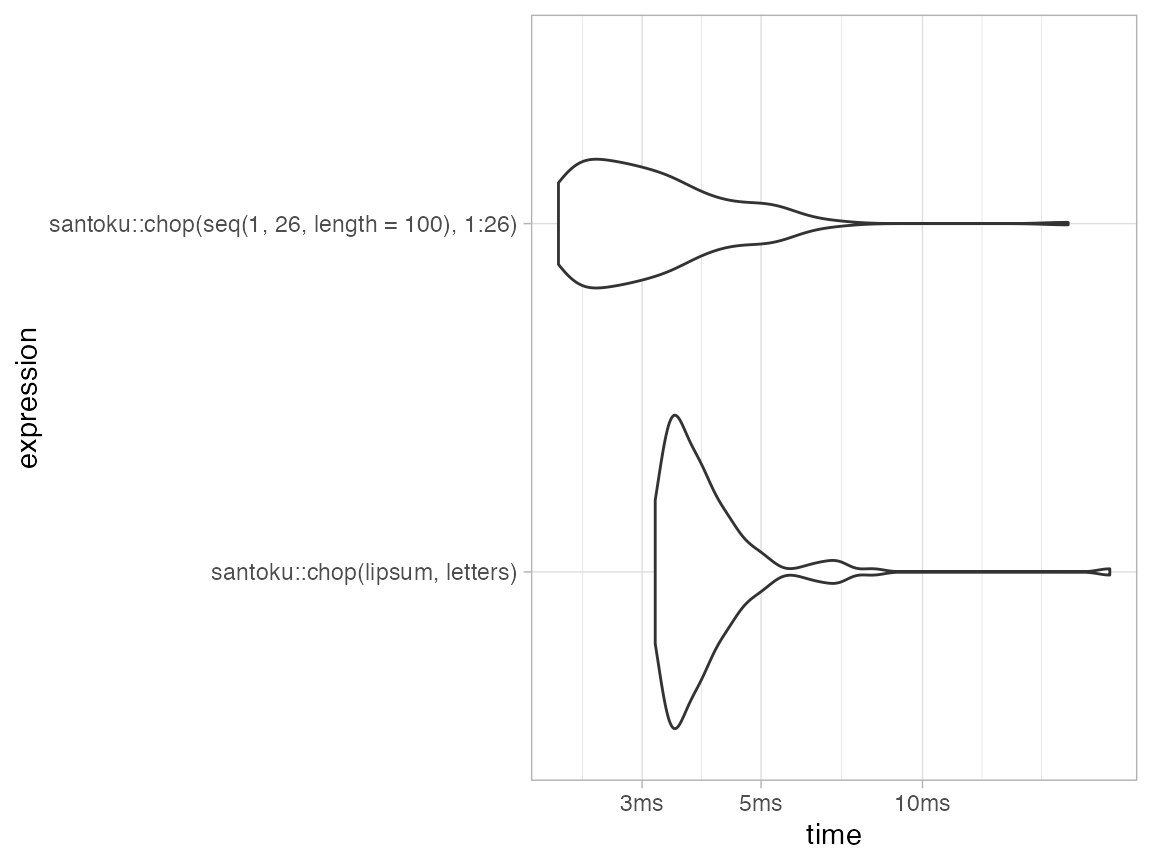 santoku::chop(seq(1, 26, length = 100), 1:26)
expression
santoku::chop(lipsum, letters)
3ms 5ms 10ms
time